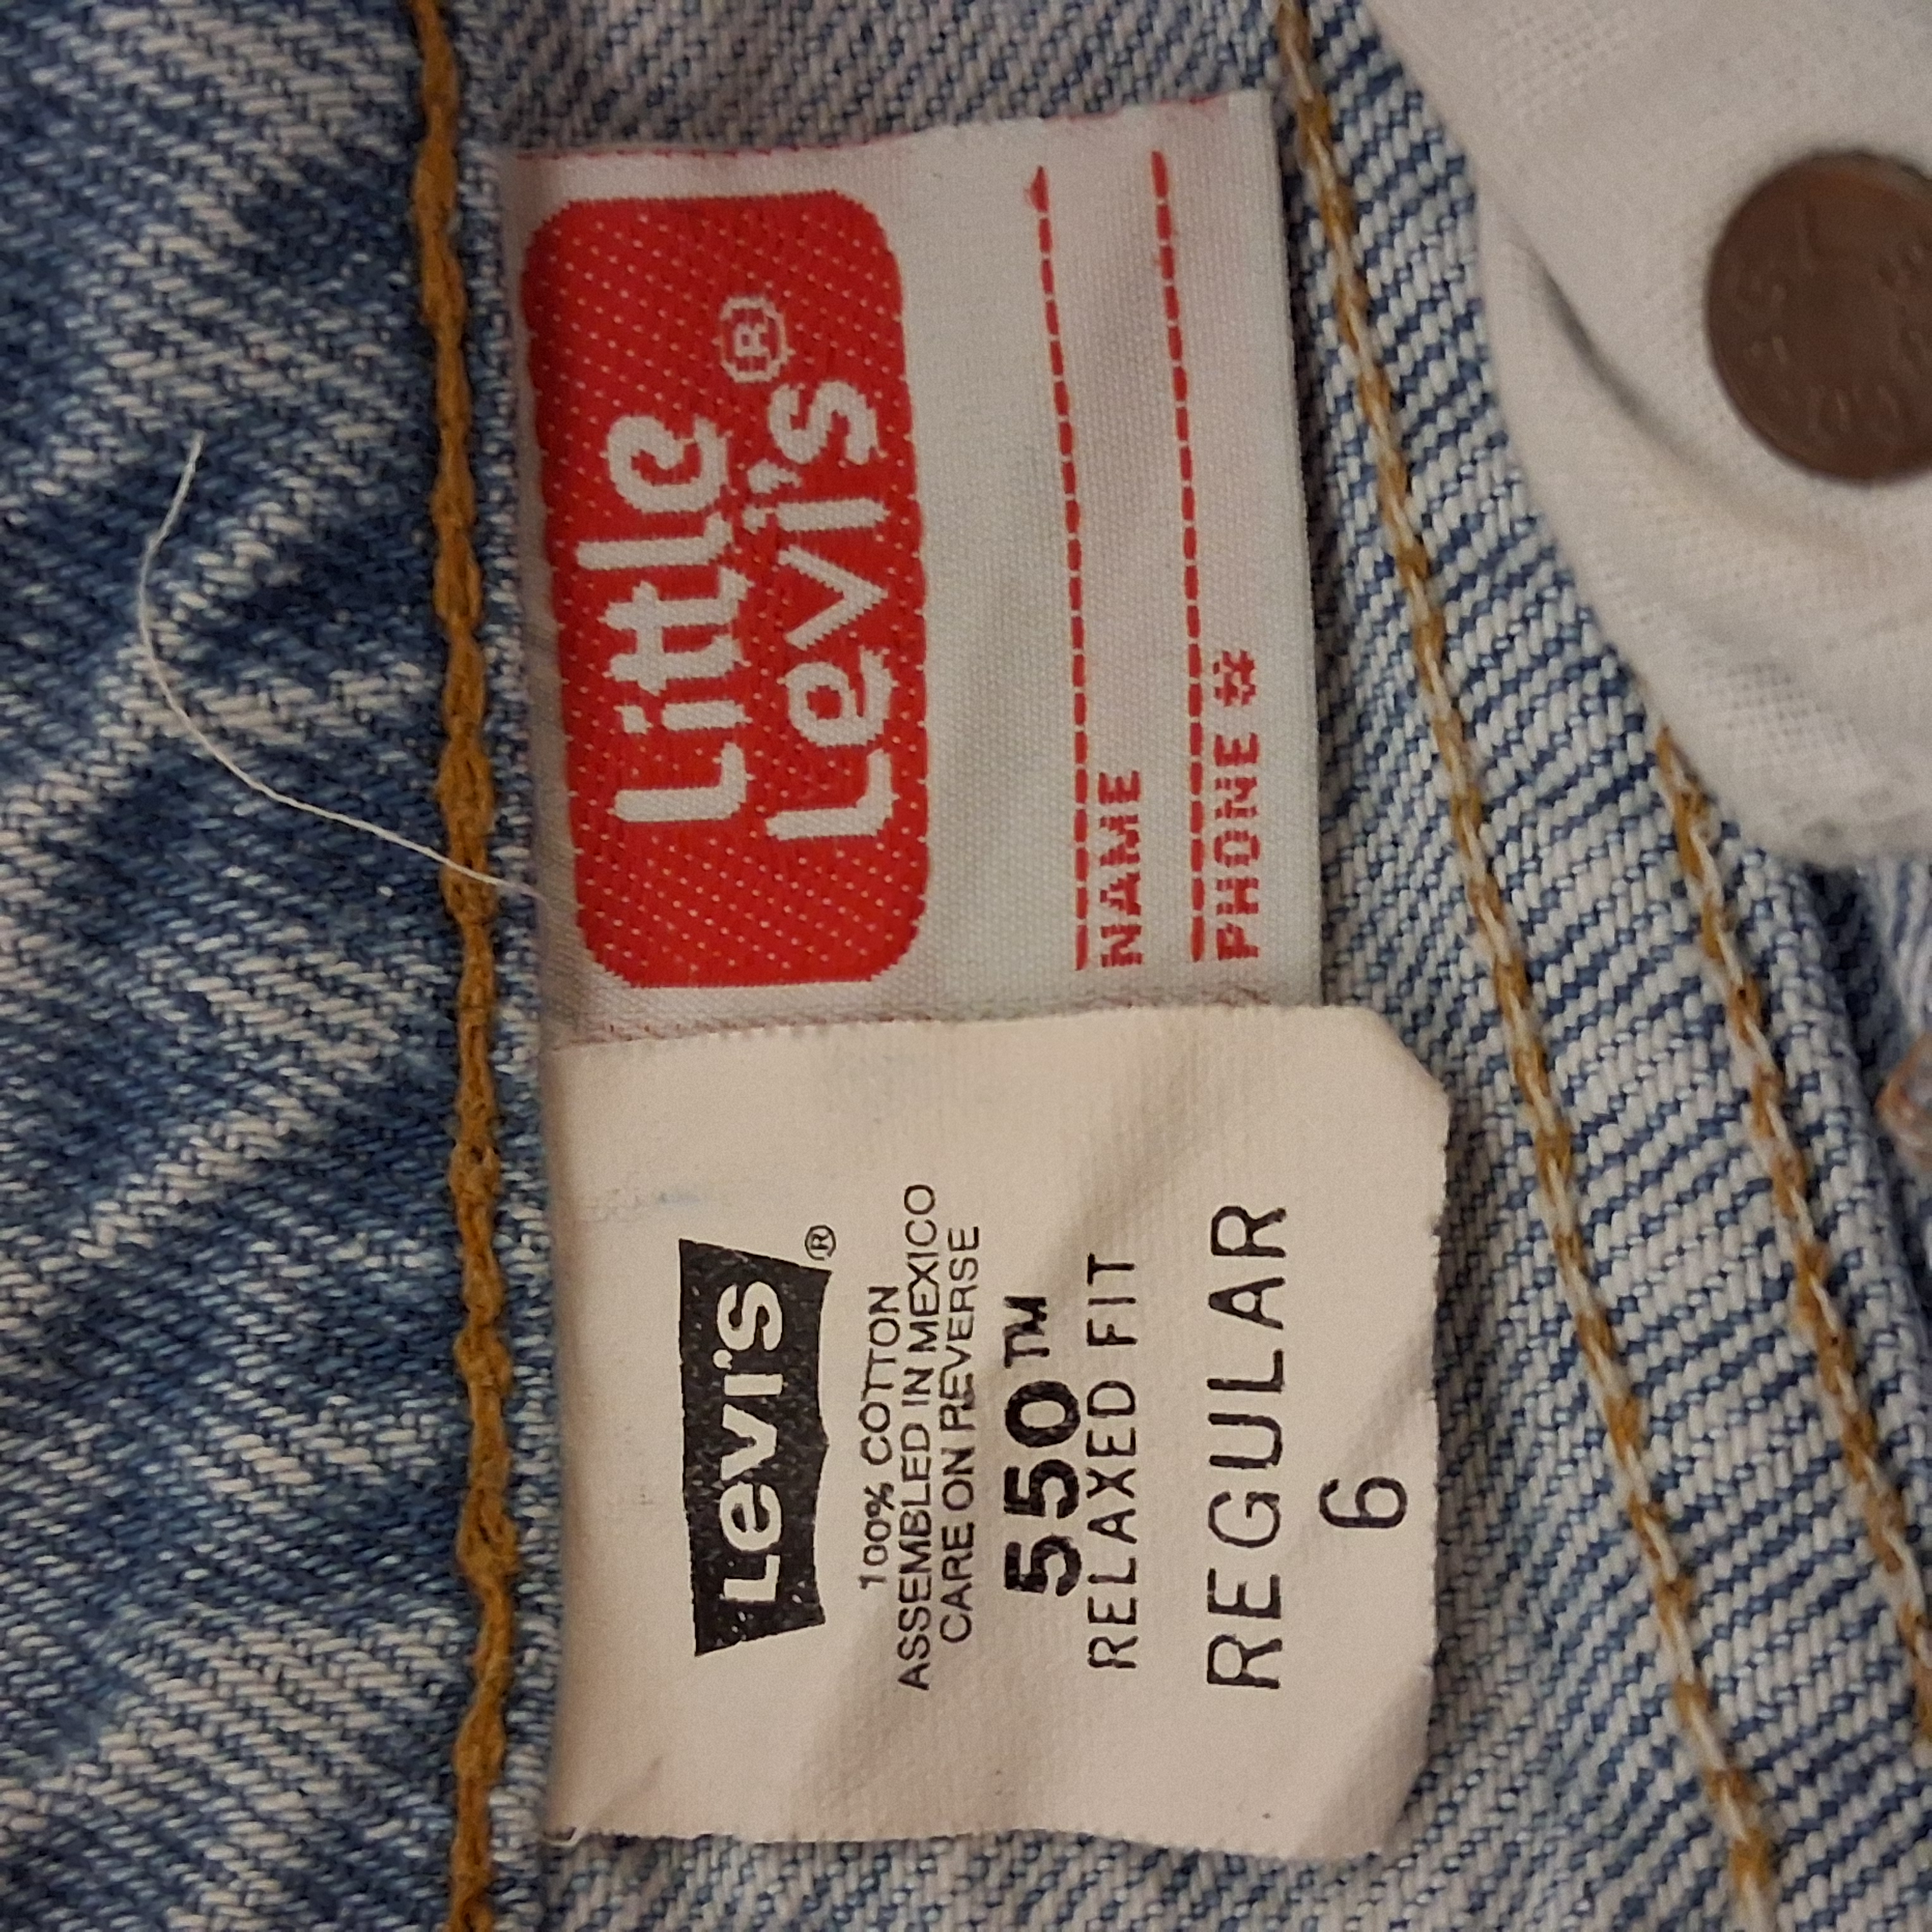 Little
Levi's®
NAME
PHONE #
Levi's®
100% COTTON
ASSEMBLED IN MEXICO
CARE ON REVERSE
550™
RELAXED FIT
REGULAR
6